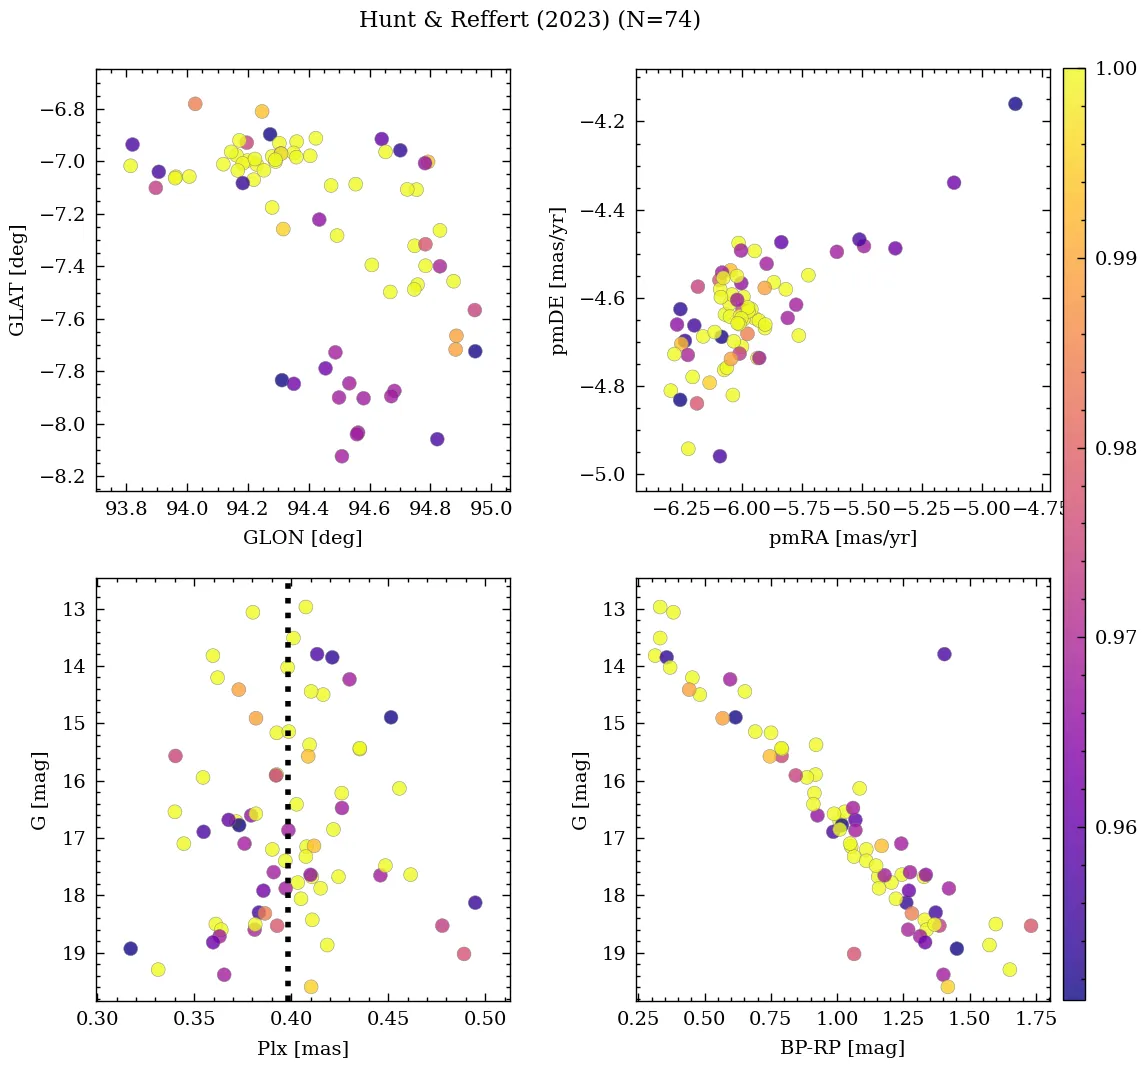 Hunt & Reffert (2023) (N=74)
−6.8
−7.0
−7.2
−7.4
−7.6
−7.8
−8.0
−8.2
GLAT [deg]
93.8 94.0 94.2 94.4 94.6 94.8 95.0
GLON [deg]
−4.2
−4.4
−4.6
−4.8
−5.0
pmDE [mas/yr]
−6.25 −6.00 −5.75 −5.50 −5.25 −5.00 −4.75
pmRA [mas/yr]
1.00
0.99
0.98
0.97
0.96
13
14
15
16
17
18
19
G [mag]
0.30 0.35 0.40 0.45 0.50
Plx [mas]
13
14
15
16
17
18
19
G [mag]
0.25 0.50 0.75 1.00 1.25 1.50 1.75
BP-RP [mag]